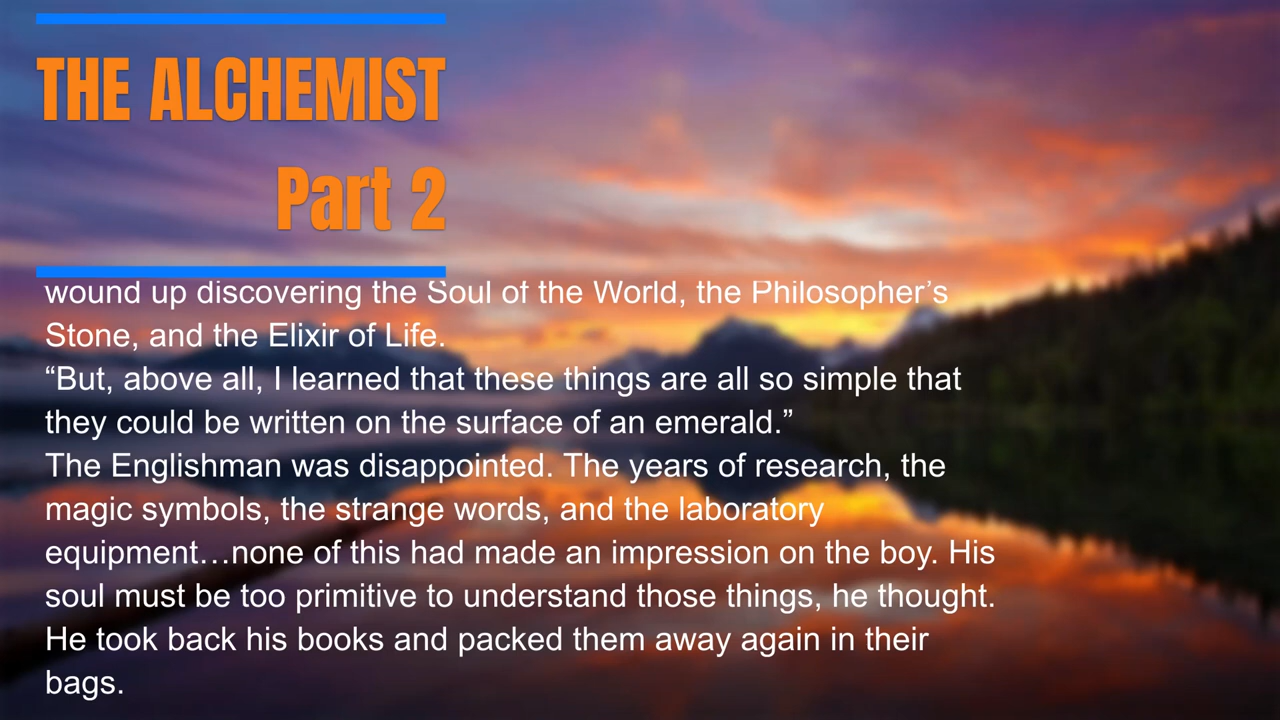 THE ALCHEMIST
Part 2
wound up discovering the Soul of the World, the Philosopher’s
Stone, and the Elixir of Life.
“But, above all, I learned that these things are all so simple that
they could be written on the surface of an emerald.”
The Englishman was disappointed. The years of research, the
magic symbols, the strange words, and the laboratory
equipment…none of this had made an impression on the boy. His
soul must be too primitive to understand those things, he thought.
He took back his books and packed them away again in their
bags.